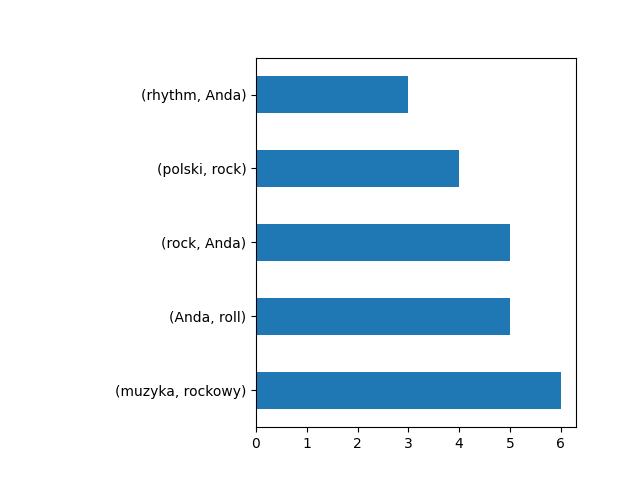 (rhythm, Anda)
(polski, rock)
(rock, Anda)
(Anda, roll)
(muzyka, rockowy)
0 1 2 3 4 5 6